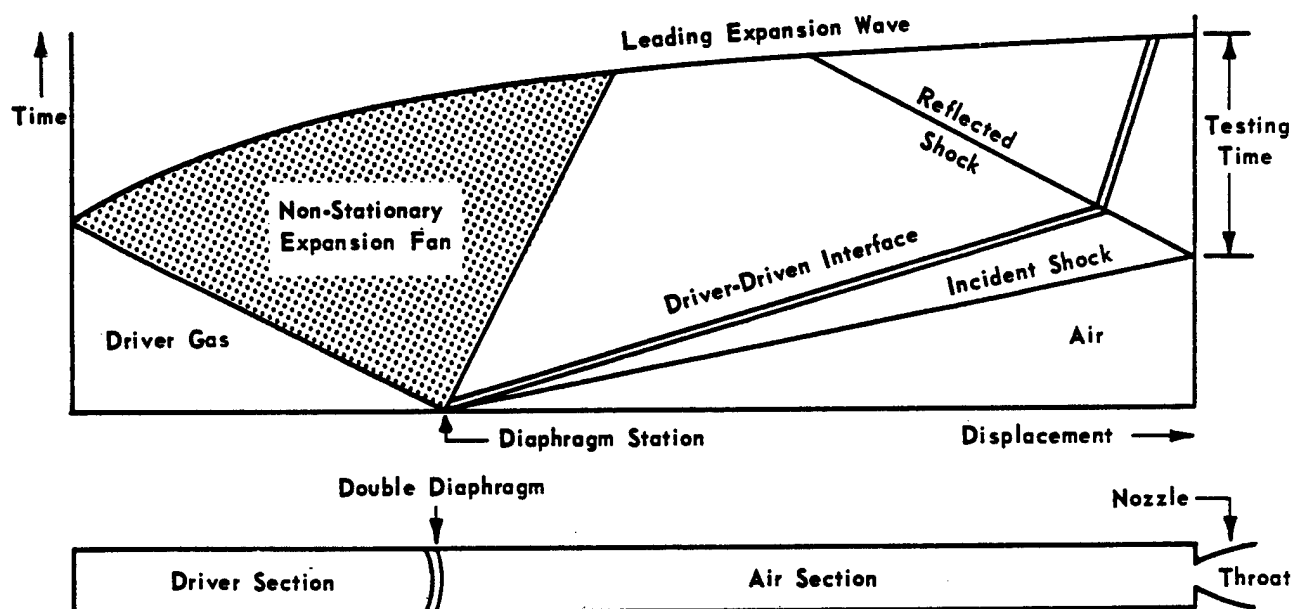 Leading Expansion Wave
Time
Reflected
Shock
Testing
Time
Non-Stationary
Expansion Fan
Driver-Driven Interface
Incident Shock
Driver Gas
Air
Diaphragm Station
Displacement
Double Diaphragm
Nozzle
Driver Section
Air Section
Throat